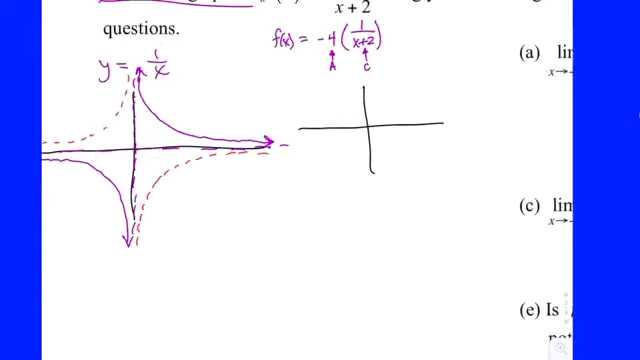 x + 2
questions.
f(x) = -4 ( 1 / x+2 )
A C
y = 1 / x
(a) lim
x→-
(c) lim
x→-
(e) Is